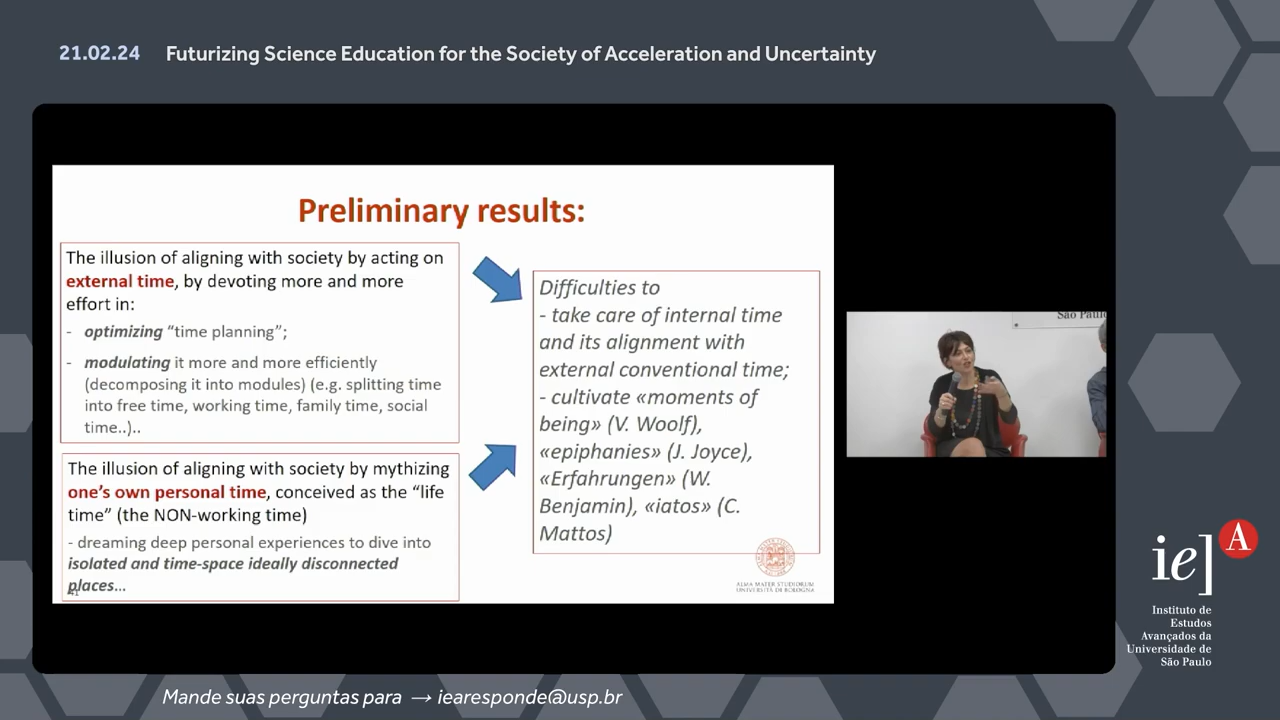 21.02.24 Futurizing Science Education for the Society of Acceleration and Uncertainty
Preliminary results:
The illusion of aligning with society by acting on
external time, by devoting more and more
effort in:
- optimizing “time planning”;
- modulating it more and more efficiently
(decomposing it into modules) (e.g. splitting time
into free time, working time, family time, social
time..)..
The illusion of aligning with society by mythizing
one’s own personal time, conceived as the “life
time” (the NON-working time)
- dreaming deep personal experiences to dive into
isolated and time-space ideally disconnected
places...
Difficulties to
- take care of internal time
and its alignment with
external conventional time;
- cultivate «moments of
being» (V. Woolf),
«epiphanies» (J. Joyce),
«Erfahrungen» (W.
Benjamin), «iatos» (C.
Mattos)
ALMA MATER STUDIORUM
UNIVERSITÀ DI BOLOGNA
São Paulo
ie] A
Instituto de
Estudos
Avançados da
Universidade de
São Paulo
Mande suas perguntas para → iearesponde@usp.br